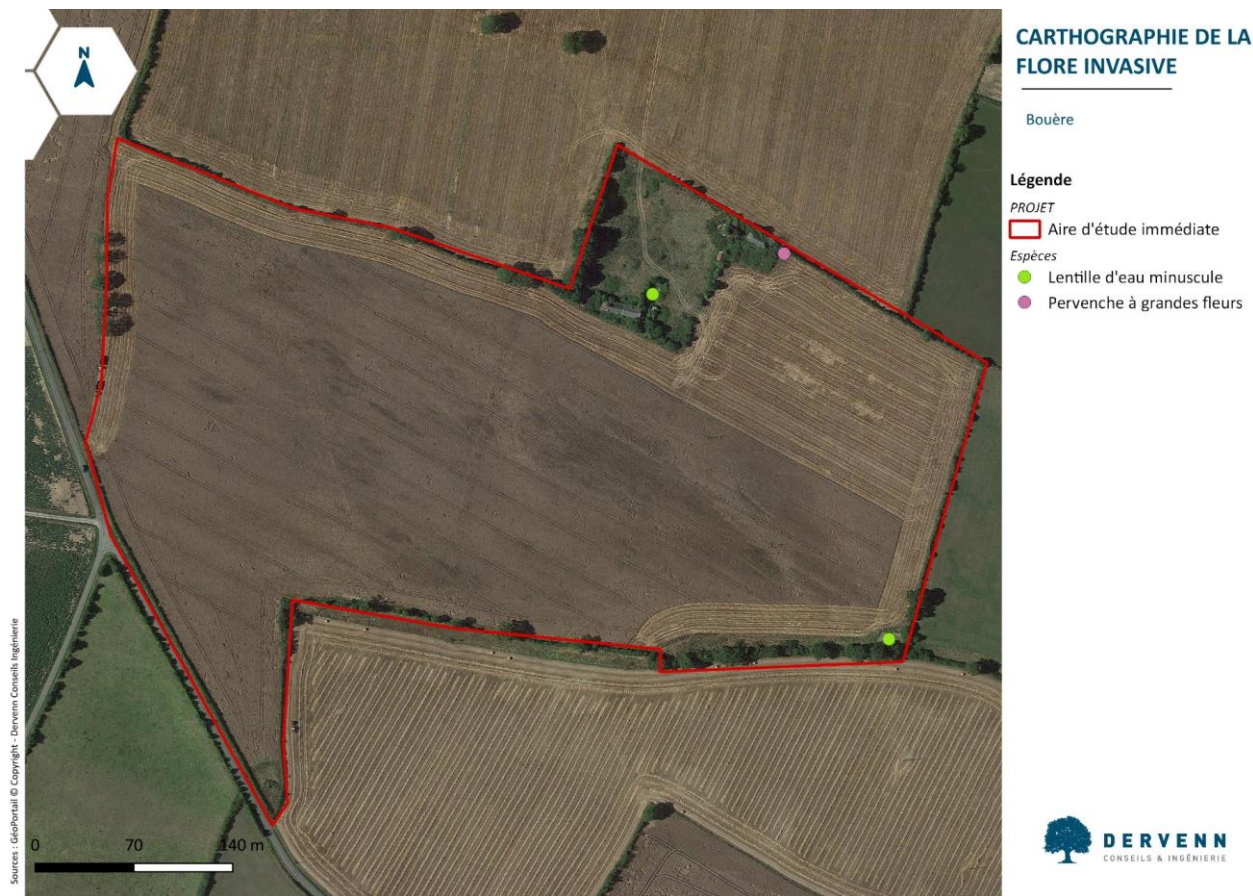 CARTHOGRAPHIE DE LA
FLORE INVASIVE
Bouère
Légende
PROJET
Aire d'étude immédiate
Espèces
Lentille d'eau minuscule
Pervenche à grandes fleurs
N
0 70 140 m
Sources : GéoPortail © Copyright - Dervenn Conseils Ingénierie
DERVENN
CONSEILS & INGÉNIERIE